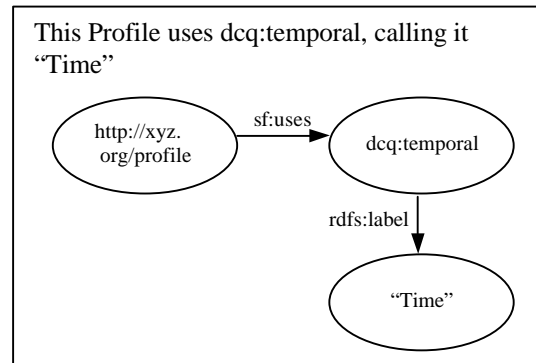 This Profile uses dcq:temporal, calling it
“Time”
sf:uses
http://xyz.
org/profile
dcq:temporal
rdfs:label
“Time”